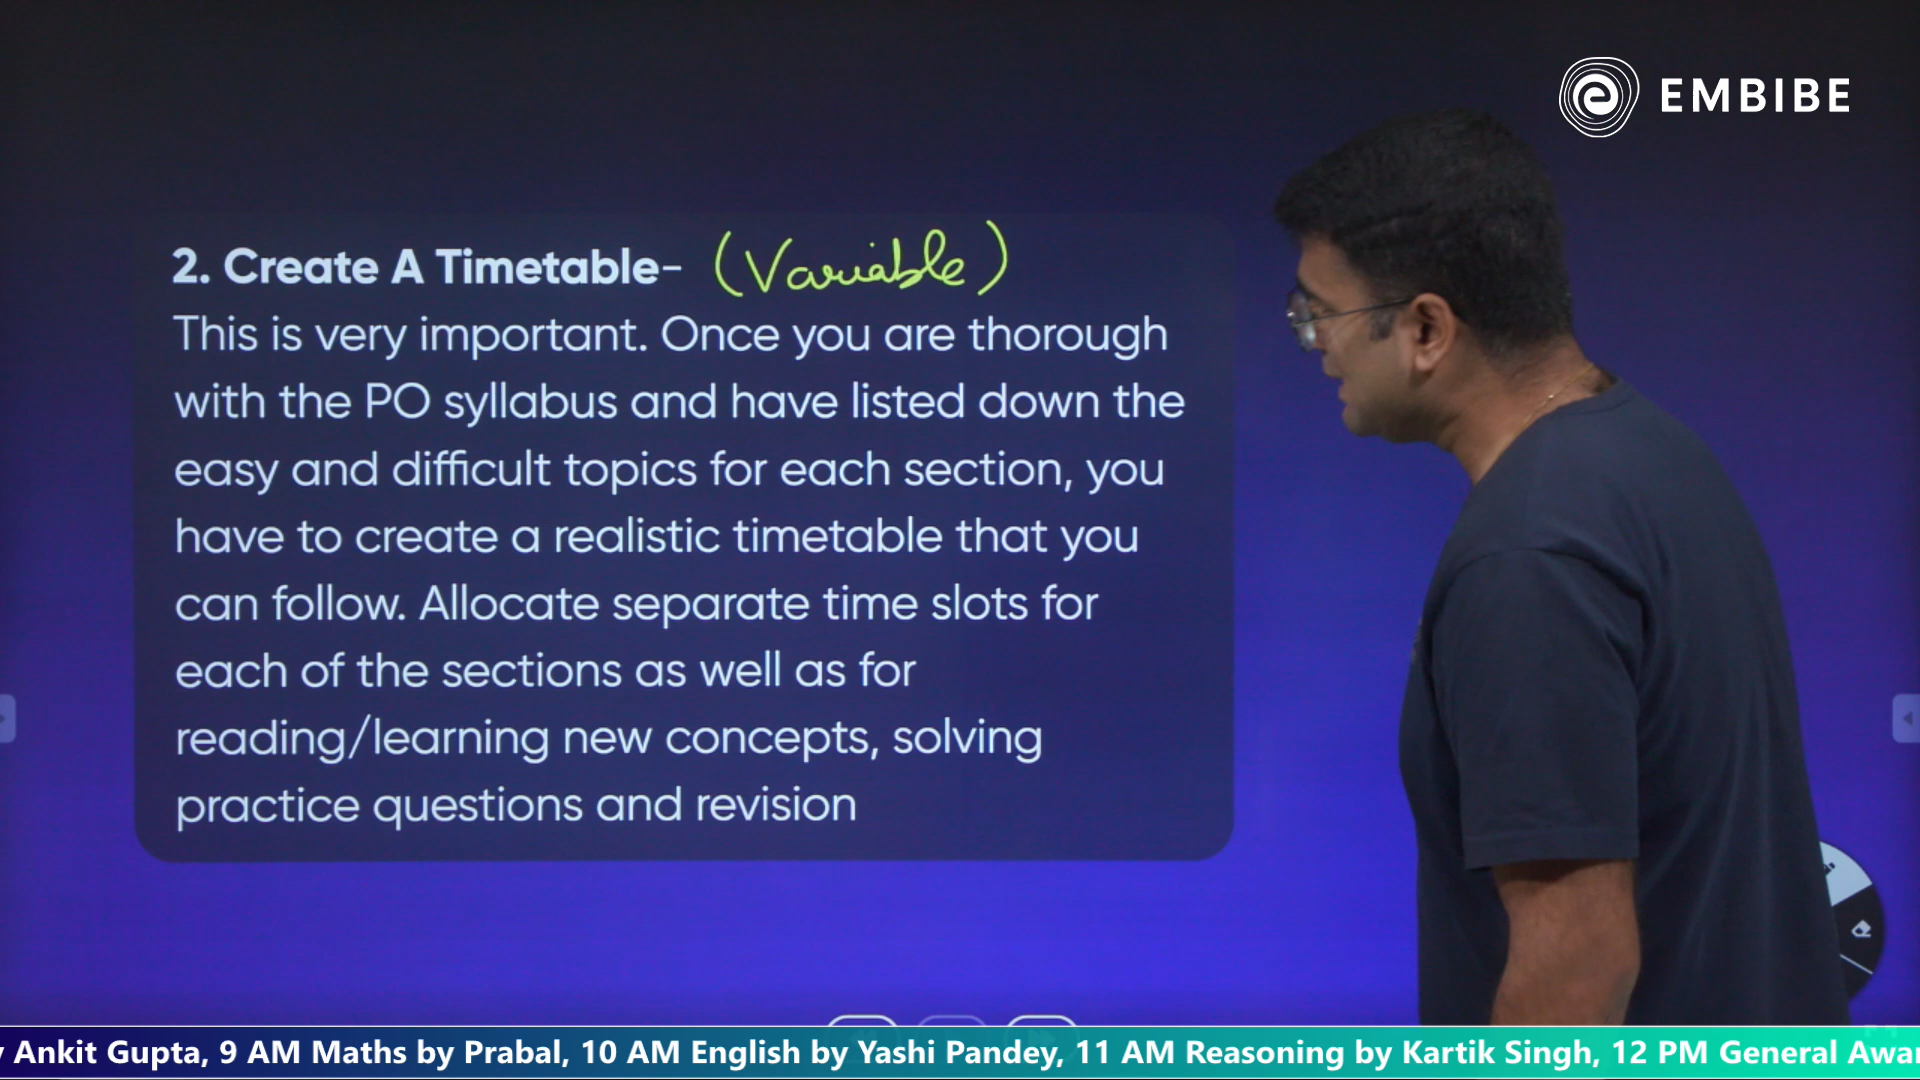 EMBIBE
2. Create A Timetable- (Variable)
This is very important. Once you are thorough
with the PO syllabus and have listed down the
easy and difficult topics for each section, you
have to create a realistic timetable that you
can follow. Allocate separate time slots for
each of the sections as well as for
reading/learning new concepts, solving
practice questions and revision
Ankit Gupta, 9 AM Maths by Prabal, 10 AM English by Yashi Pandey, 11 AM Reasoning by Kartik Singh, 12 PM General